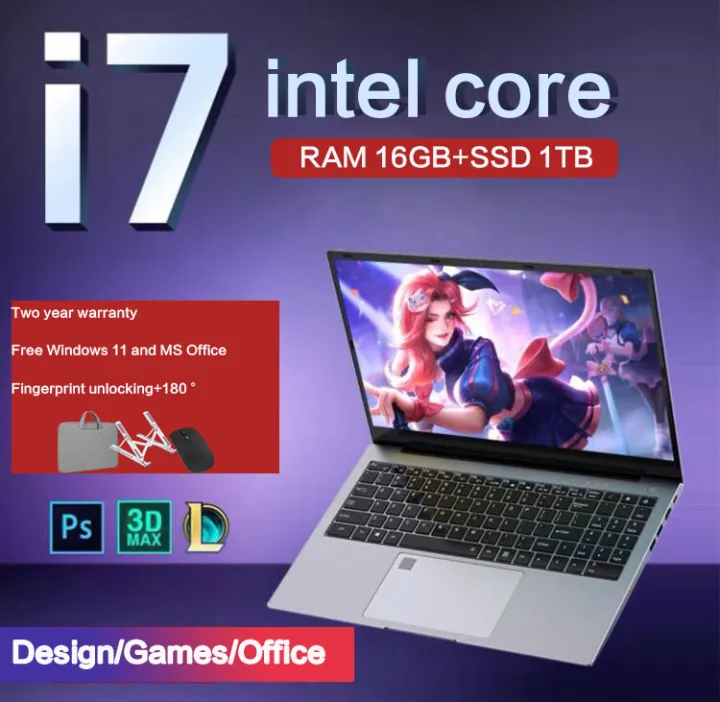 i7
intel core
RAM 16GB+SSD 1TB
Two year warranty
Free Windows 11 and MS Office
Fingerprint unlocking+180 °
Ps
3D
MAX
L
Design/Games/Office